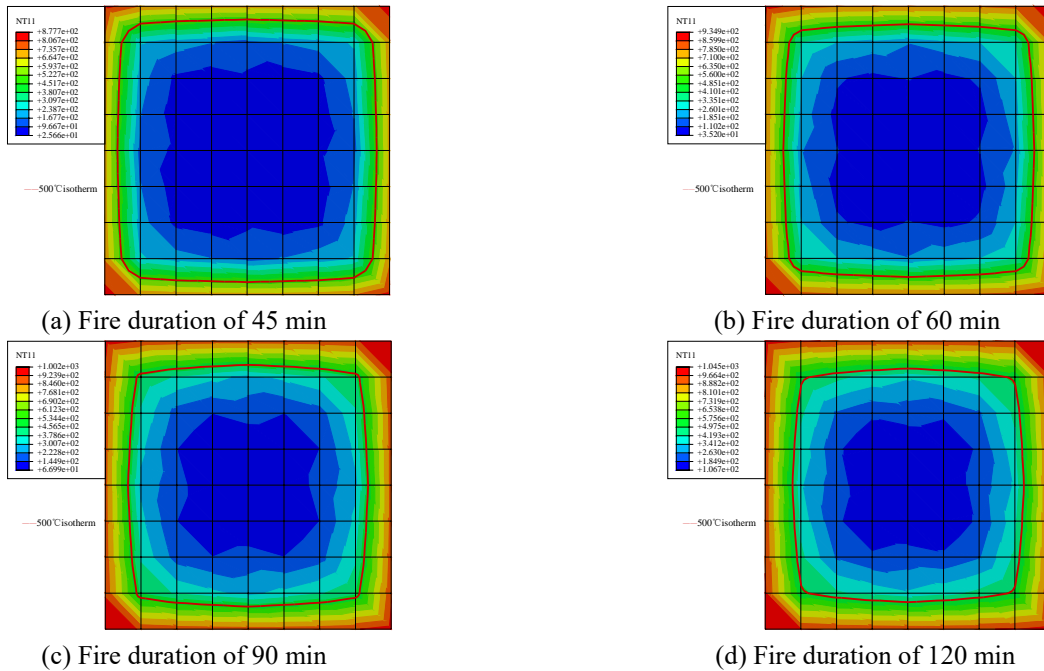 NT11
+8.777e+02
+8.067e+02
+7.357e+02
+6.647e+02
+5.937e+02
+5.227e+02
+4.517e+02
+3.807e+02
+3.097e+02
+2.387e+02
+1.677e+02
+9.667e+01
+2.566e+01
500℃isotherm
(a) Fire duration of 45 min
NT11
+9.349e+02
+8.599e+02
+7.850e+02
+7.100e+02
+6.350e+02
+5.600e+02
+4.851e+02
+4.101e+02
+3.351e+02
+2.601e+02
+1.851e+02
+1.102e+02
+3.520e+01
500℃isotherm
(b) Fire duration of 60 min
NT11
+1.002e+03
+9.239e+02
+8.460e+02
+7.681e+02
+6.902e+02
+6.123e+02
+5.344e+02
+4.565e+02
+3.786e+02
+3.007e+02
+2.228e+02
+1.449e+02
+6.699e+01
500℃isotherm
(c) Fire duration of 90 min
NT11
+1.045e+03
+9.664e+02
+8.882e+02
+8.101e+02
+7.319e+02
+6.538e+02
+5.756e+02
+4.975e+02
+4.193e+02
+3.412e+02
+2.630e+02
+1.849e+02
+1.067e+02
500℃isotherm
(d) Fire duration of 120 min